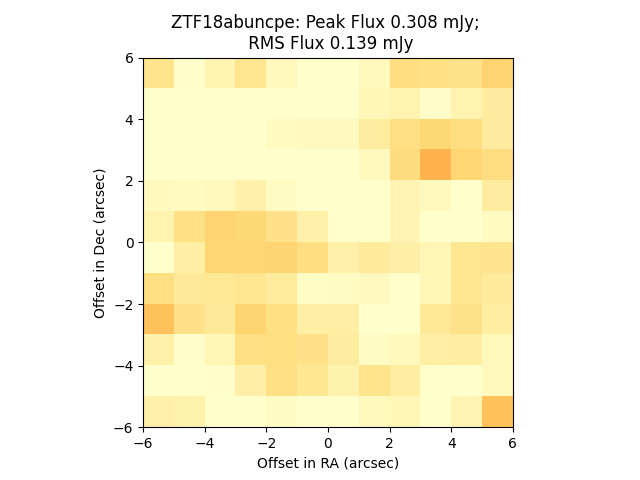 ZTF18abuncpe: Peak Flux 0.308 mJy;
RMS Flux 0.139 mJy
6
4
2
0
−2
−4
−6
Offset in Dec (arcsec)
−6 −4 −2 0 2 4 6
Offset in RA (arcsec)